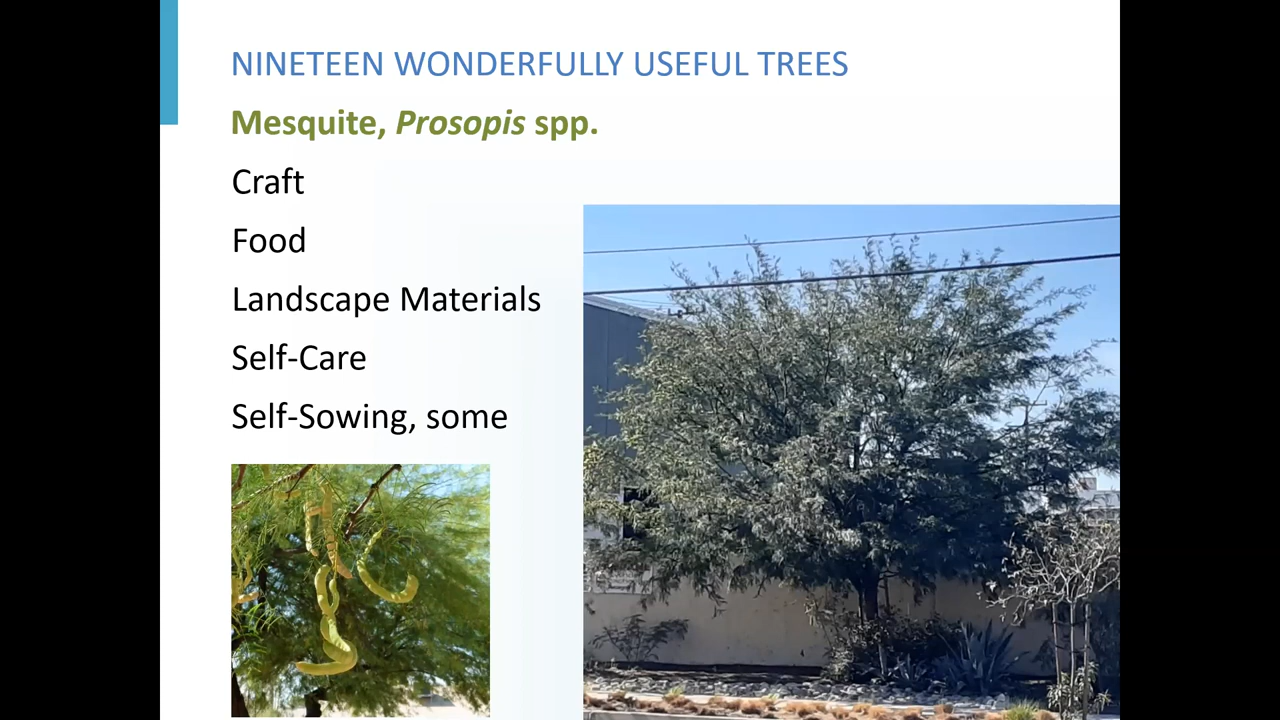 NINETEEN WONDERFULLY USEFUL TREES
Mesquite, Prosopis spp.
Craft
Food
Landscape Materials
Self-Care
Self-Sowing, some